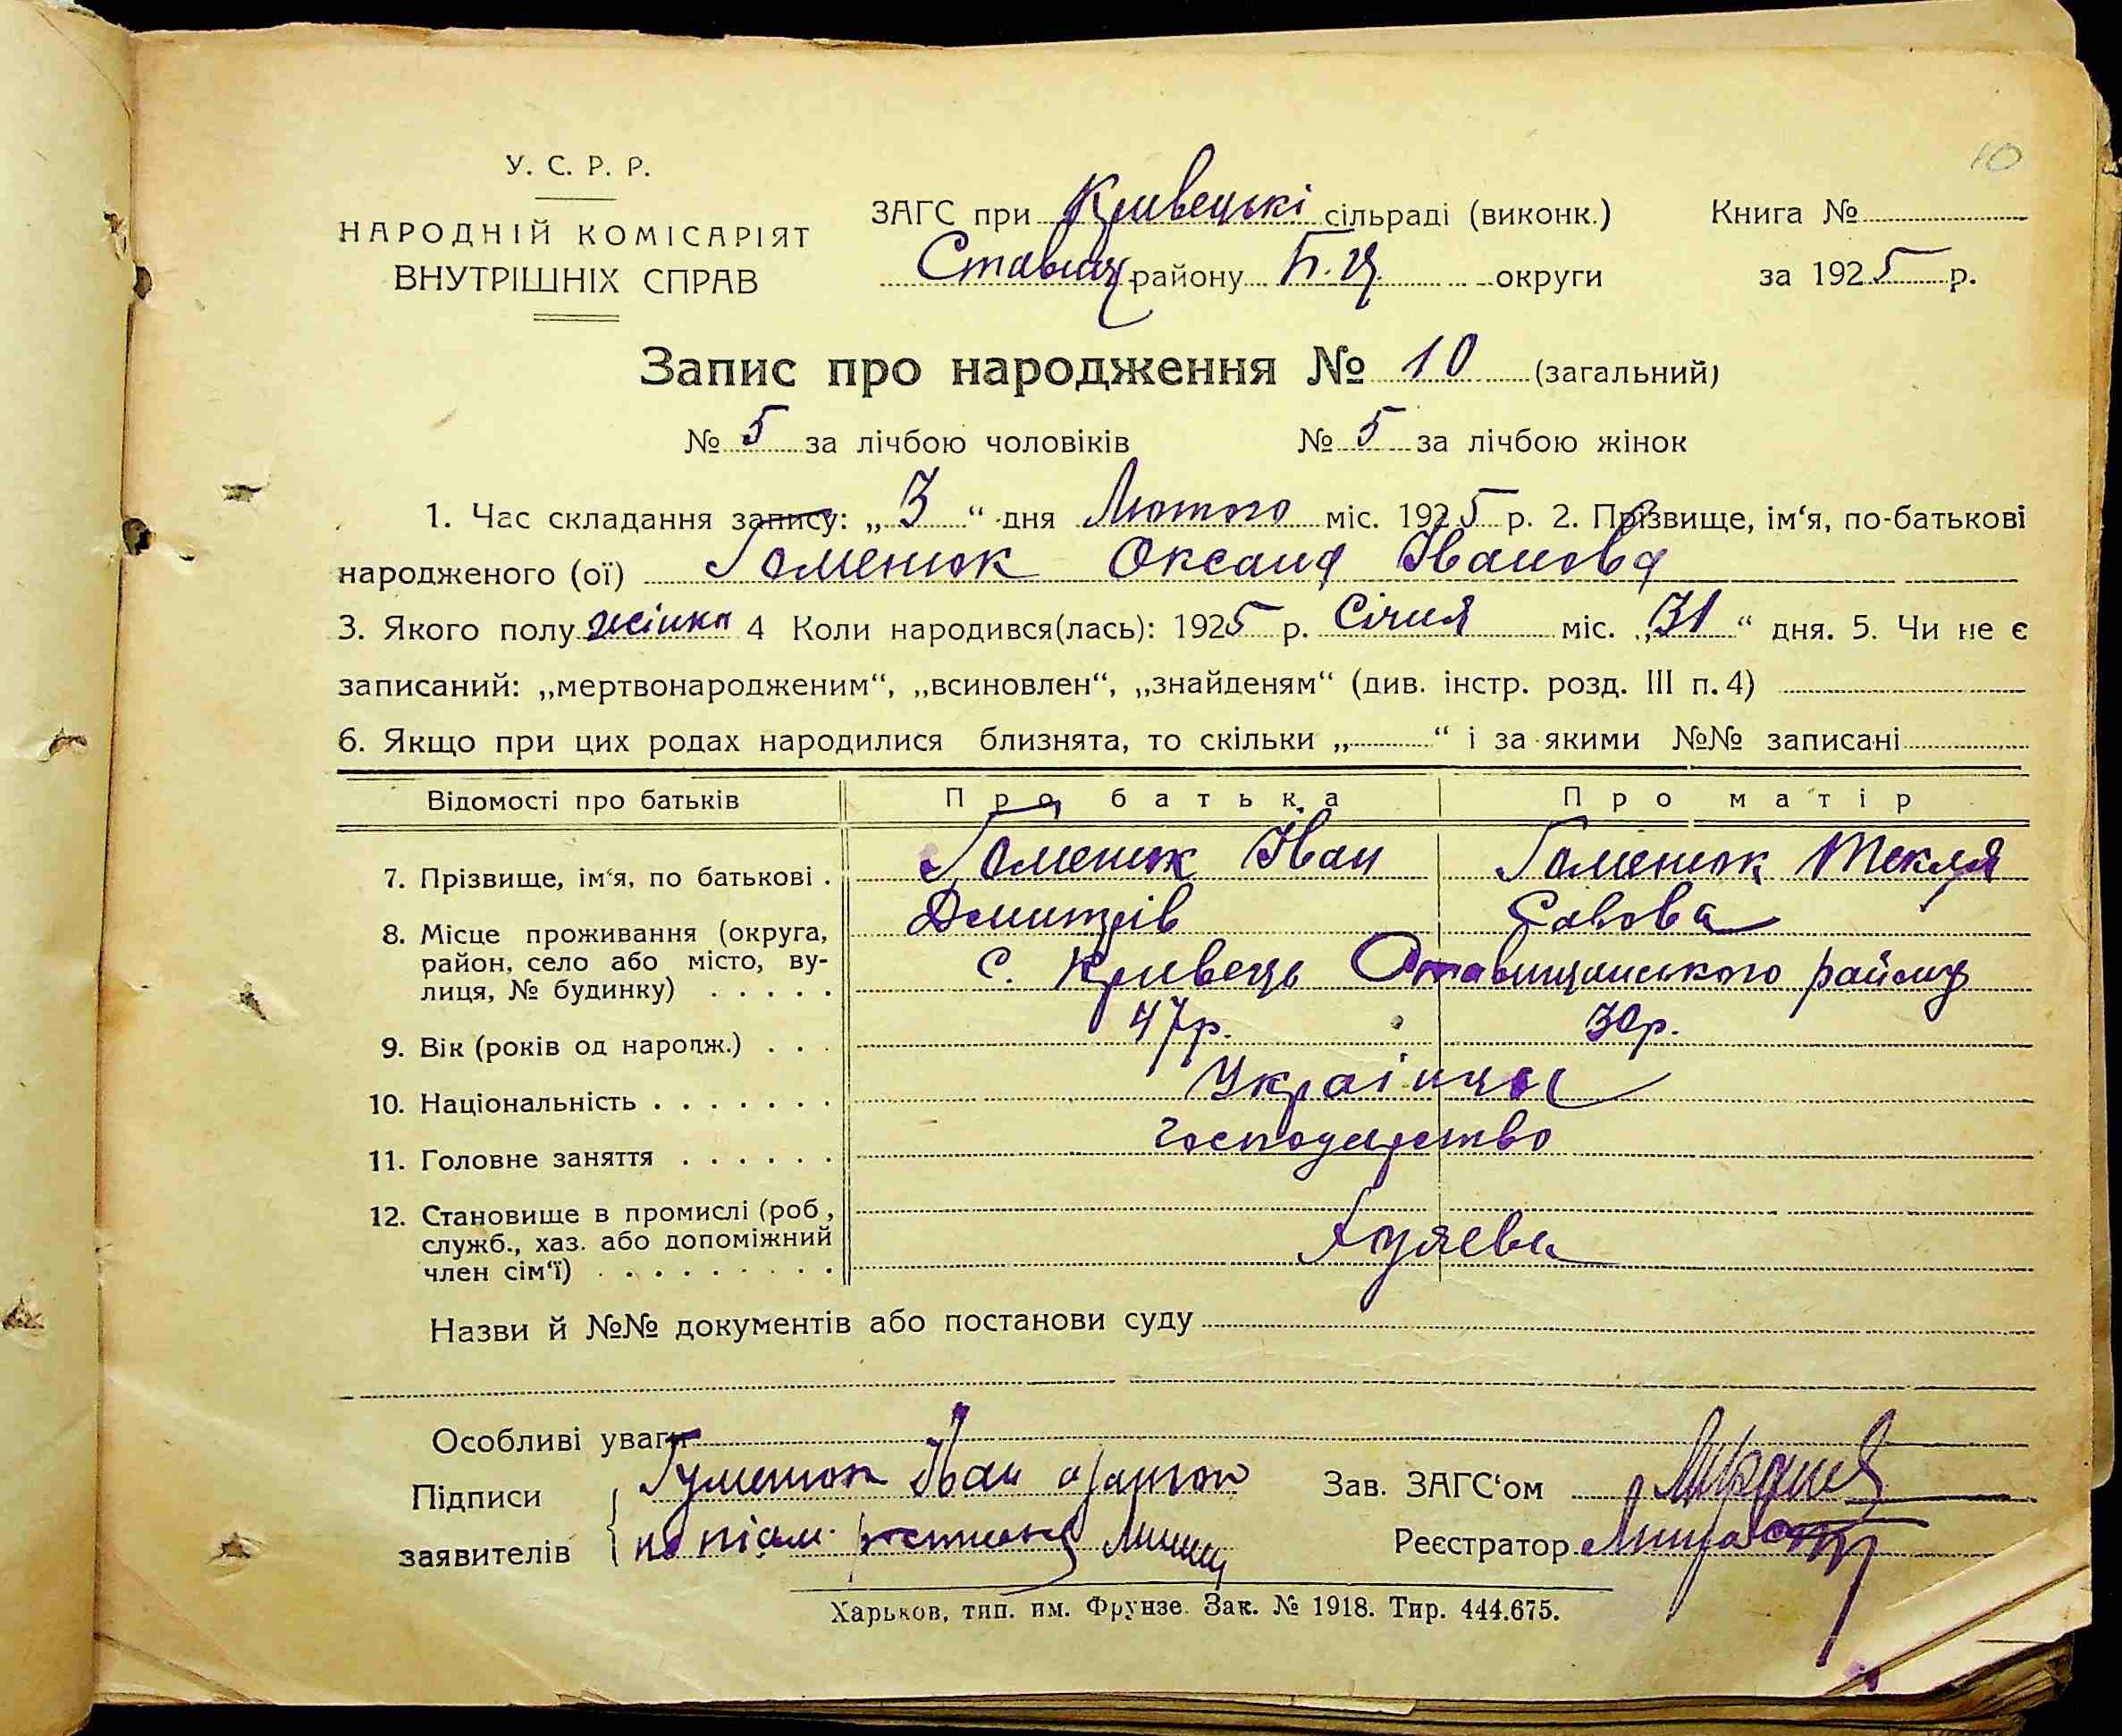 10
У. С. Р. Р.
НАРОДНІЙ КОМІСАРІЯТ
ВНУТРІШНІХ СПРАВ
ЗАГС при Кривецькі сільраді (виконк.)
Ставищ. району Б. Ц. округи
Книга №
за 1925 р.
Запис про народження № 10 (загальний)
№ 5 за лічбою чоловіків № 5 за лічбою жінок
1. Час складання запису: „ 3 “ дня Лютого міс. 1925 р. 2. Прізвище, ім‘я, по-батькові
народженого (ої) Гоменюк Оксана Іванова
3. Якого полу жінка 4 Коли народився(лась): 1925 р. Січня міс. „31“ дня. 5. Чи не є
записаний: „мертвонародженим“, „всиновлен“, „знайденям“ (див. інстр. розд. III п. 4)
6. Якщо при цих родах народилися близнята, то скільки „ “ і за якими №№ записані
Відомості про батьків Про батька Про матір
7. Прізвище, ім‘я, по батькові . Гоменюк Іван Гоменюк Текля
Дмитрів Савова
8. Місце проживання (округа,
район, село або місто, ву-
лиця, № будинку) . . . . . с. Кривець Ставищанського району
9. Вік (років од народж.) . . . 47р. 30р.
10. Національність . . . . . . . Українці
11. Головне заняття . . . . . . господарство
12. Становище в промислі (роб.,
служб., хаз. або допоміжний
член сім‘ї) . . . . . . . . .
Назви й №№ документів або постанови суду
Особливі уваги
Підписи Гуменюк Іван Зав. ЗАГС‘ом
заявителів Реєстратор
Харьков, тип. им. Фрунзе. Зак. № 1918. Тир. 444.675.